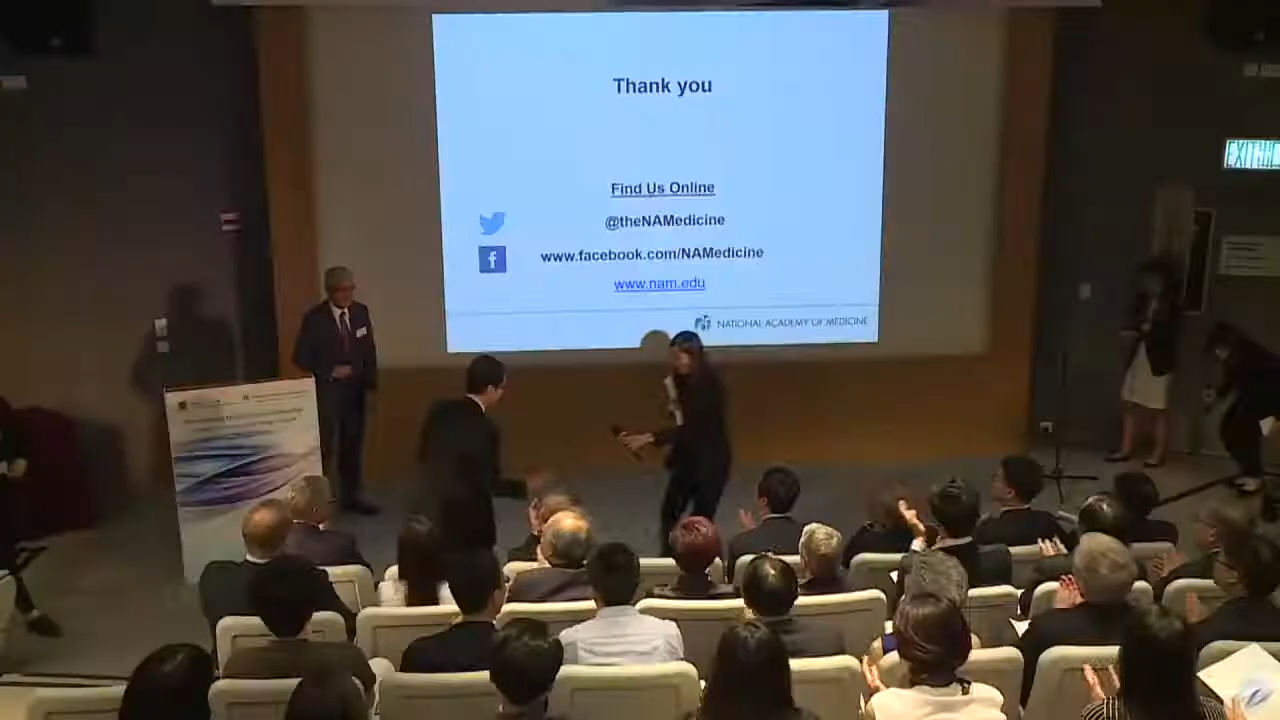 Thank you
Find Us Online
@theNAMedicine
www.facebook.com/NAMedicine
www.nam.edu
NATIONAL ACADEMY OF MEDICINE
EXIT